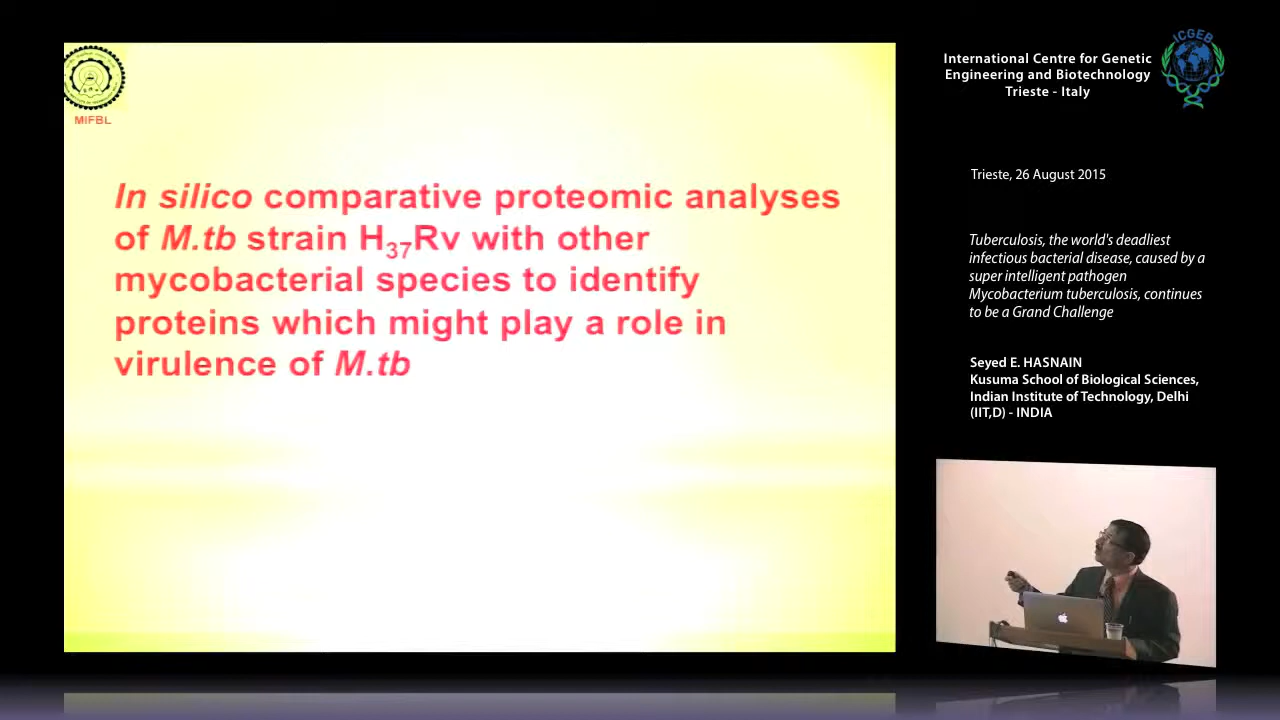 MIFBL
In silico comparative proteomic analyses
of M.tb strain H37Rv with other
mycobacterial species to identify
proteins which might play a role in
virulence of M.tb
International Centre for Genetic
Engineering and Biotechnology
Trieste - Italy
ICGEB
Trieste, 26 August 2015
Tuberculosis, the world's deadliest
infectious bacterial disease, caused by a
super intelligent pathogen
Mycobacterium tuberculosis, continues
to be a Grand Challenge
Seyed E. HASNAIN
Kusuma School of Biological Sciences,
Indian Institute of Technology, Delhi
(IIT,D) - INDIA